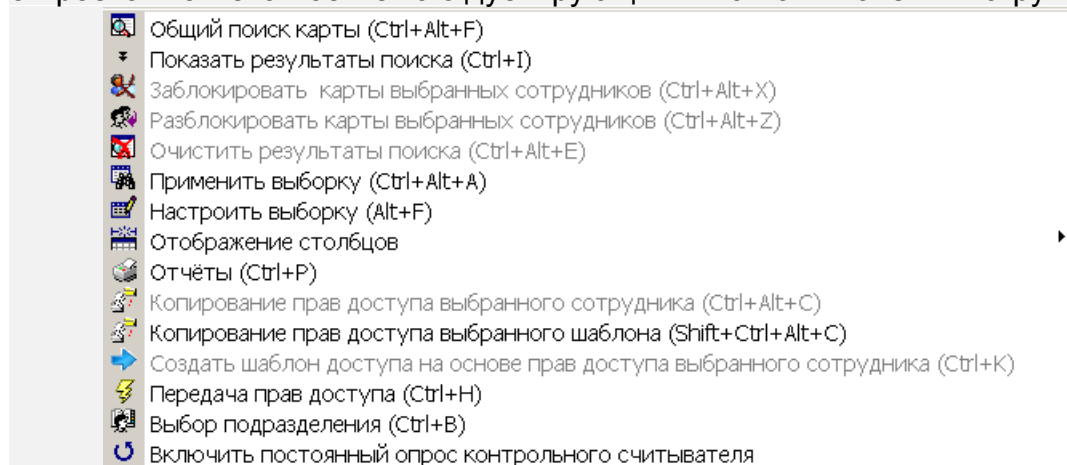 Общий поиск карты (Ctrl+Alt+F)
Показать результаты поиска (Ctrl+I)
Заблокировать карты выбранных сотрудников (Ctrl+Alt+X)
Разблокировать карты выбранных сотрудников (Ctrl+Alt+Z)
Очистить результаты поиска (Ctrl+Alt+E)
Применить выборку (Ctrl+Alt+A)
Настроить выборку (Alt+F)
Отображение столбцов
Отчёты (Ctrl+P)
Копирование прав доступа выбранного сотрудника (Ctrl+Alt+C)
Копирование прав доступа выбранного шаблона (Shift+Ctrl+Alt+C)
Создать шаблон доступа на основе прав доступа выбранного сотрудника (Ctrl+K)
Передача прав доступа (Ctrl+H)
Выбор подразделения (Ctrl+B)
Включить постоянный опрос контрольного считывателя